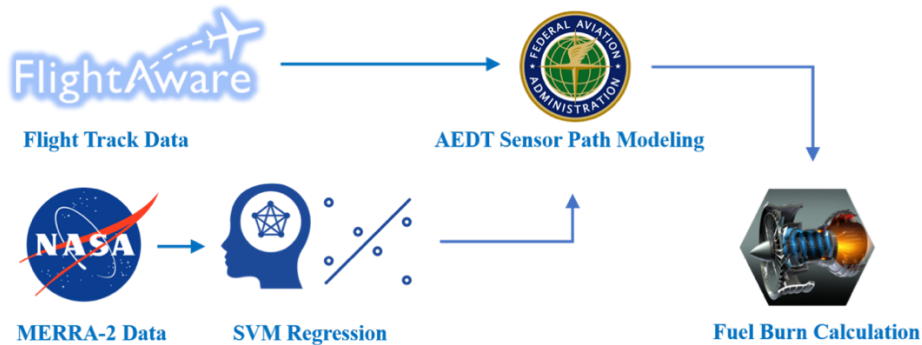 FlightAware
FEDERAL AVIATION
ADMINISTRATION
Flight Track Data
AEDT Sensor Path Modeling
NASA
MERRA-2 Data
SVM Regression
Fuel Burn Calculation